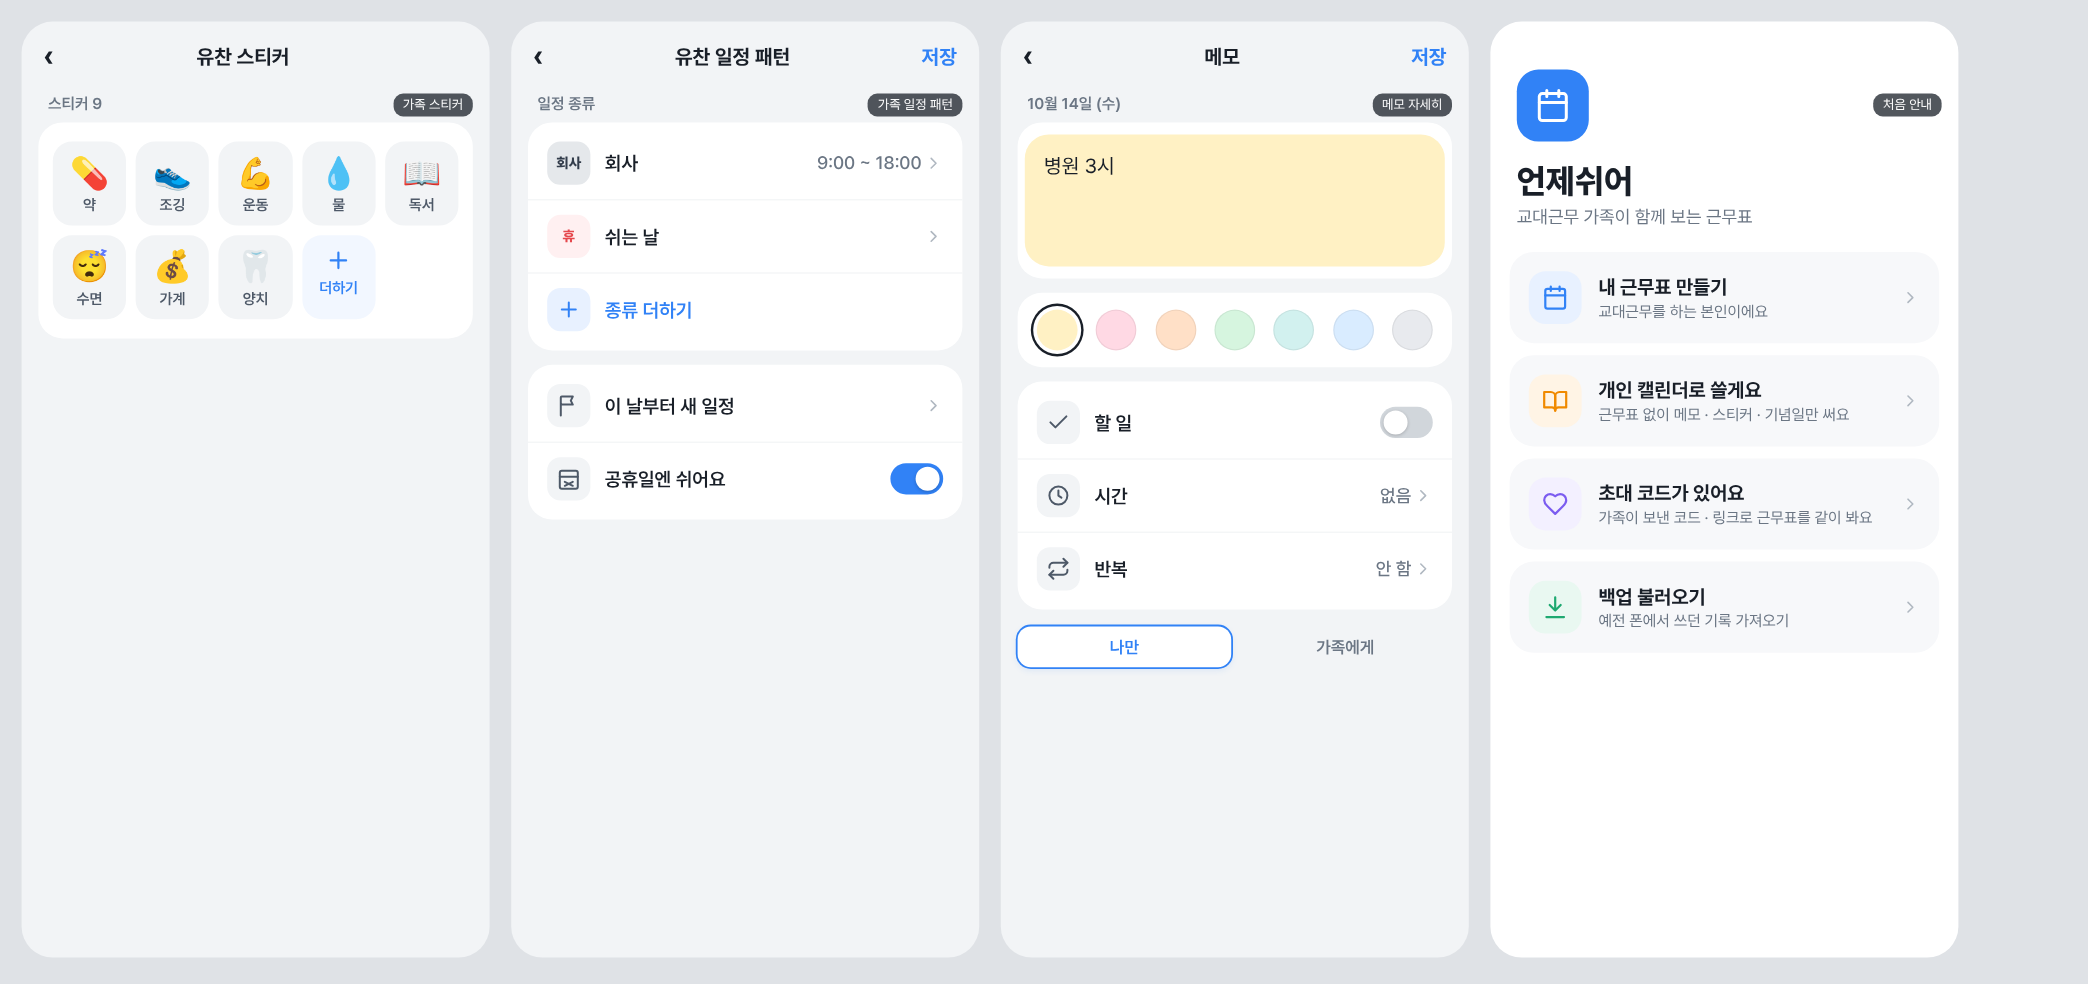 유찬 스티커
스티커 9
가족 스티커
약
조깅
운동
물
독서
수면
가계
양치
더하기
유찬 일정 패턴
저장
일정 종류
가족 일정 패턴
회사
회사
9:00 ~ 18:00
휴
쉬는 날
종류 더하기
이 날부터 새 일정
공휴일엔 쉬어요
메모
저장
10월 14일 (수)
메모 자세히
병원 3시
할 일
시간
없음
반복
안 함
나만
가족에게
처음 안내
언제쉬어
교대근무 가족이 함께 보는 근무표
내 근무표 만들기
교대근무를 하는 본인이에요
개인 캘린더로 쓸게요
근무표 없이 메모 · 스티커 · 기념일만 써요
초대 코드가 있어요
가족이 보낸 코드 · 링크로 근무표를 같이 봐요
백업 불러오기
예전 폰에서 쓰던 기록 가져오기